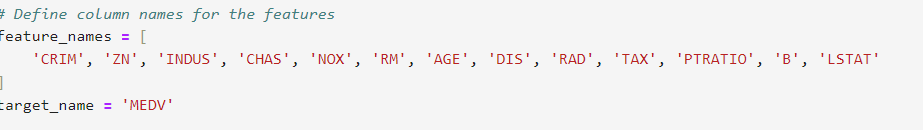 # Define column names for the features
feature_names = [
    'CRIM', 'ZN', 'INDUS', 'CHAS', 'NOX', 'RM', 'AGE', 'DIS', 'RAD', 'TAX', 'PTRATIO', 'B', 'LSTAT'
]
target_name = 'MEDV'